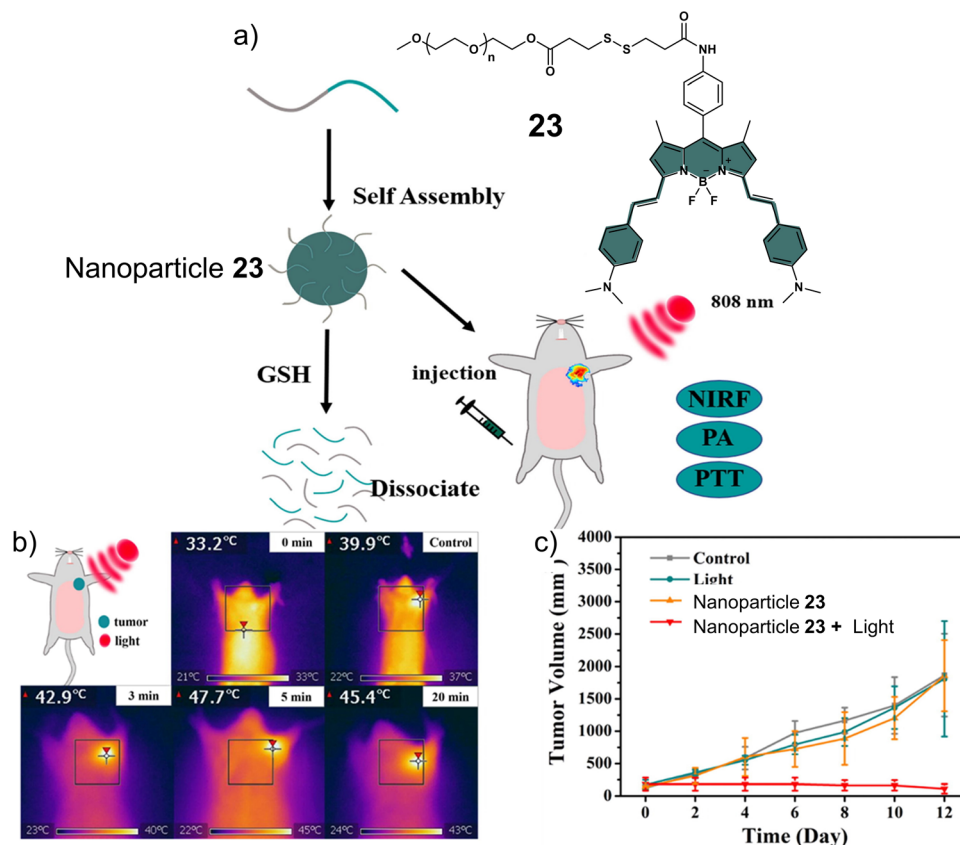 a)
O
n
O
O
O
S
S
O
NH
23
N
N
+
B
−
F
F
N
N
808 nm
Self Assembly
Nanoparticle 23
GSH
injection
Dissociate
NIRF
PA
PTT
b)
tumor
light
33.2°C
0 min
21°C
33°C
39.9°C
Control
22°C
37°C
42.9°C
3 min
23°C
40°C
47.7°C
5 min
22°C
45°C
45.4°C
20 min
24°C
43°C
c)
Tumor Volume (mm
4000
3500
3000
2500
2000
1500
1000
500
0
Control
Light
Nanoparticle 23
Nanoparticle 23 + Light
0
2
4
6
8
10
12
Time (Day)